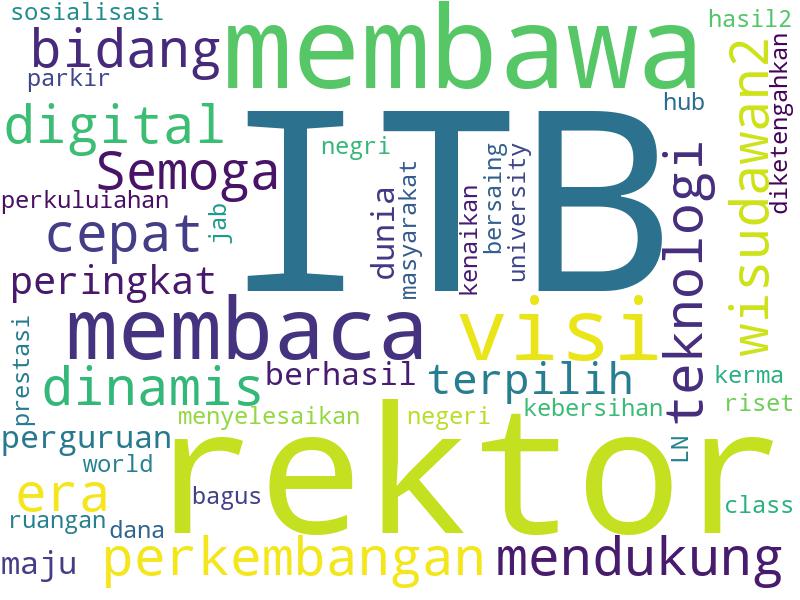 sosialisasi
membawa
hasil2
bidang
parkir
wisudawan2
diketengahkan
hub
digital
ITB
negri
Semoga
teknologi
bersaing
university
masyarakat
dunia
kenaikan
perkuluiahan
jab
cepat
peringkat
membaca
visi
prestasi
dinamis
berhasil
terpilih
kerma
riset
menyelesaikan
negeri
kebersihan
rektor
perguruan
LN
world
era
bagus
class
ruangan
dana
maju
perkembangan
mendukung